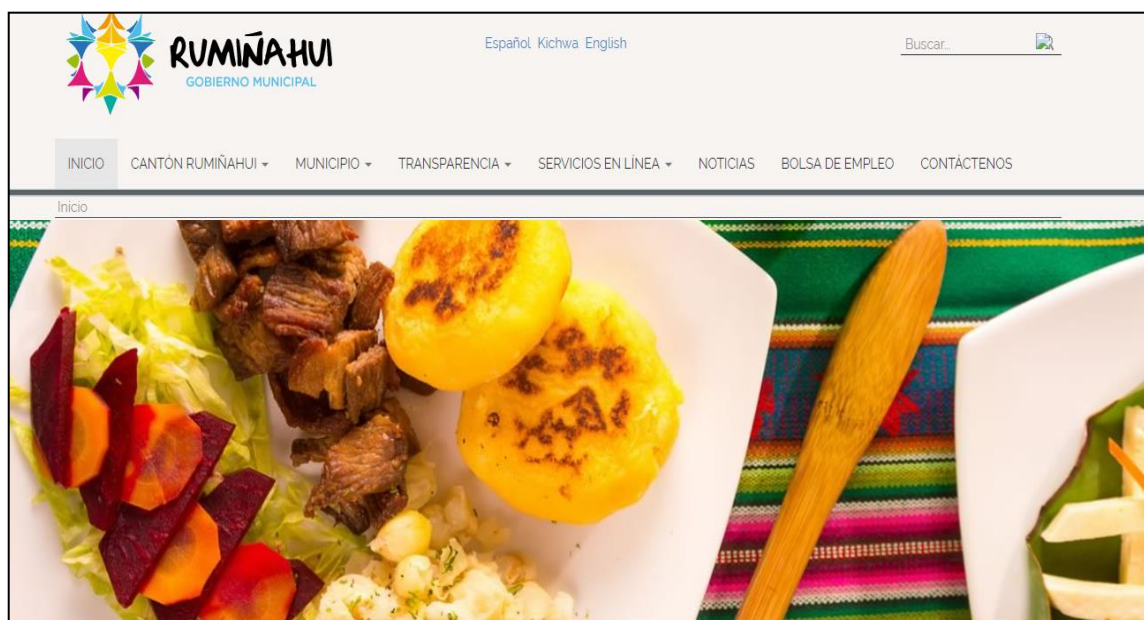 RUMIÑAHUI
GOBIERNO MUNICIPAL
Español Kichwa English
Buscar...
INICIO CANTÓN RUMIÑAHUI MUNICIPIO TRANSPARENCIA SERVICIOS EN LÍNEA NOTICIAS BOLSA DE EMPLEO CONTÁCTENOS
Inicio